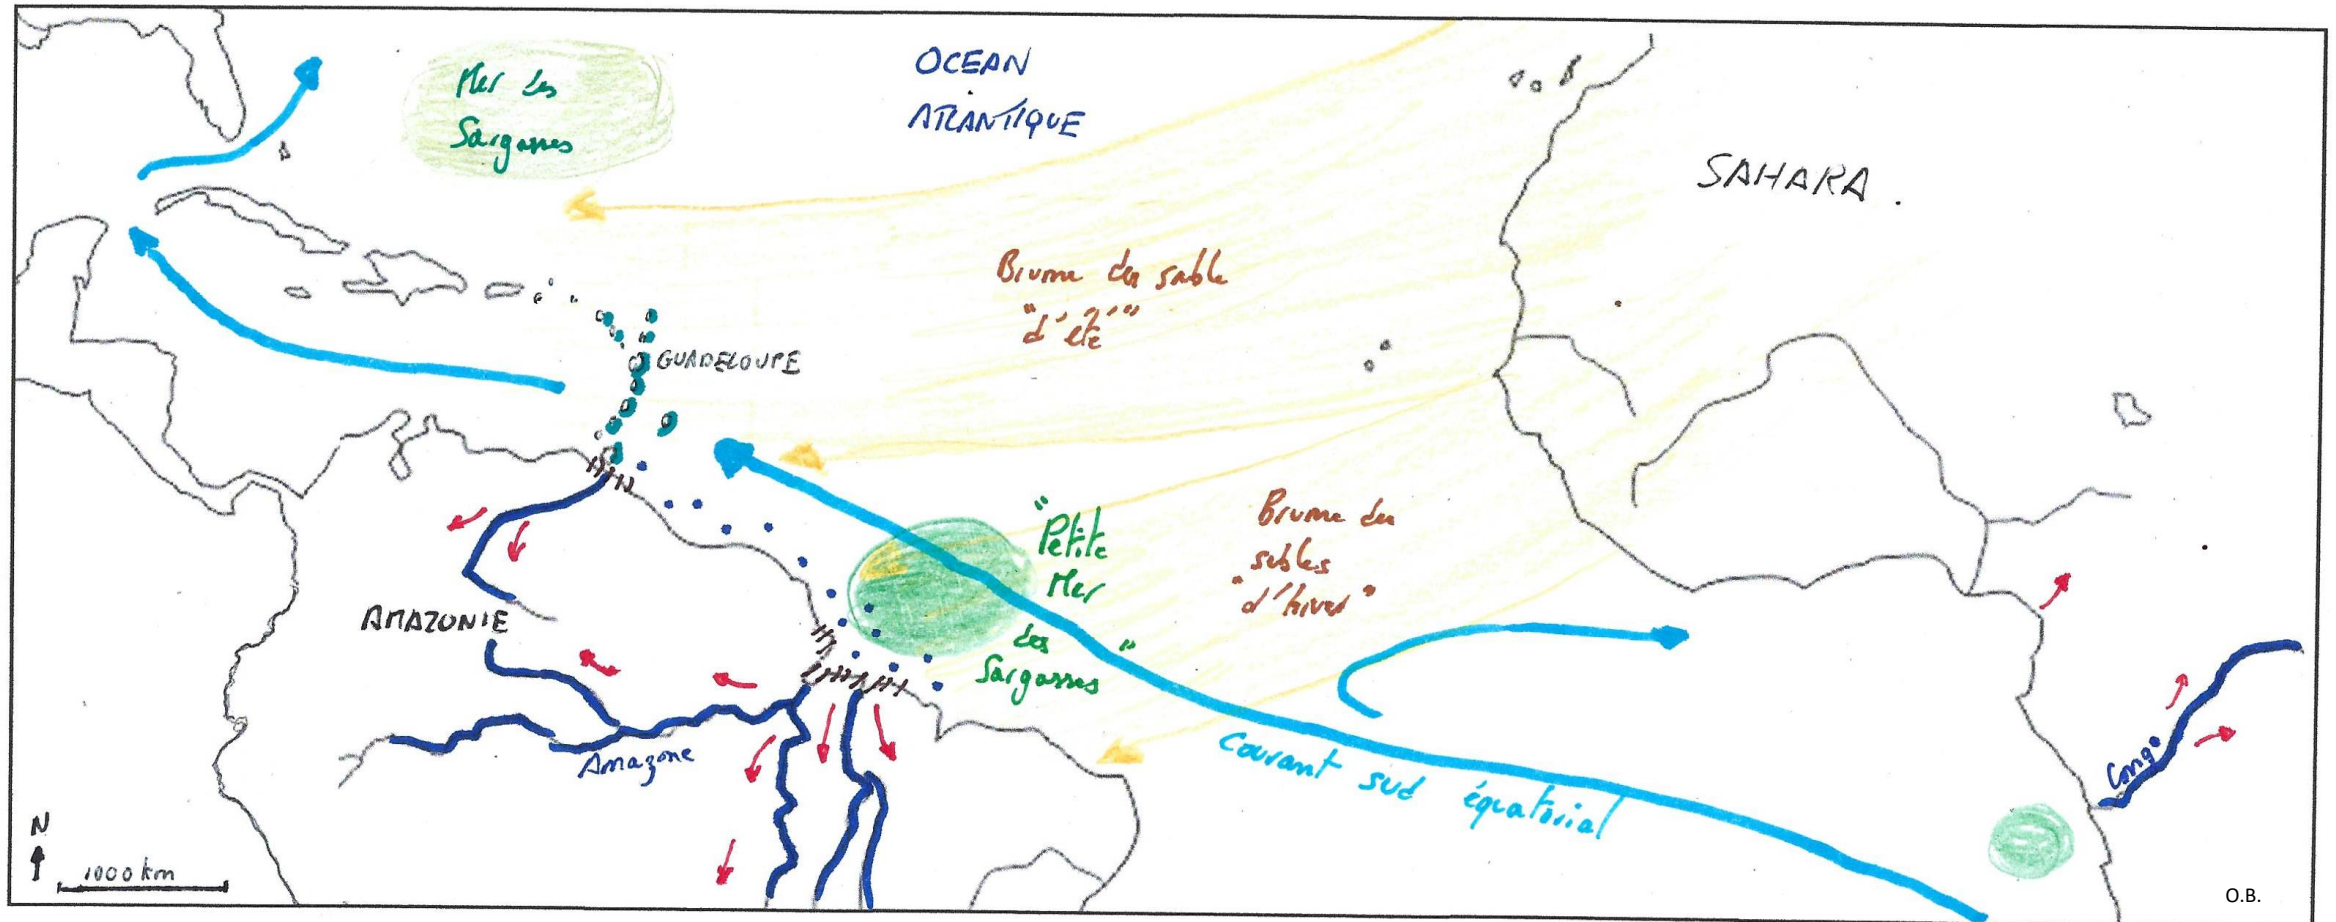 Mer des
Sargasses
OCEAN
ATLANTIQUE
SAHARA.
Brume de sable
"d'été"
GUADELOUPE
"Petite
Mer
des
Sargasses"
Brume de
sables
"d'hiver"
AMAZONIE
Amazone
Courant sud équatorial
Congo
N
1000 km
O.B.